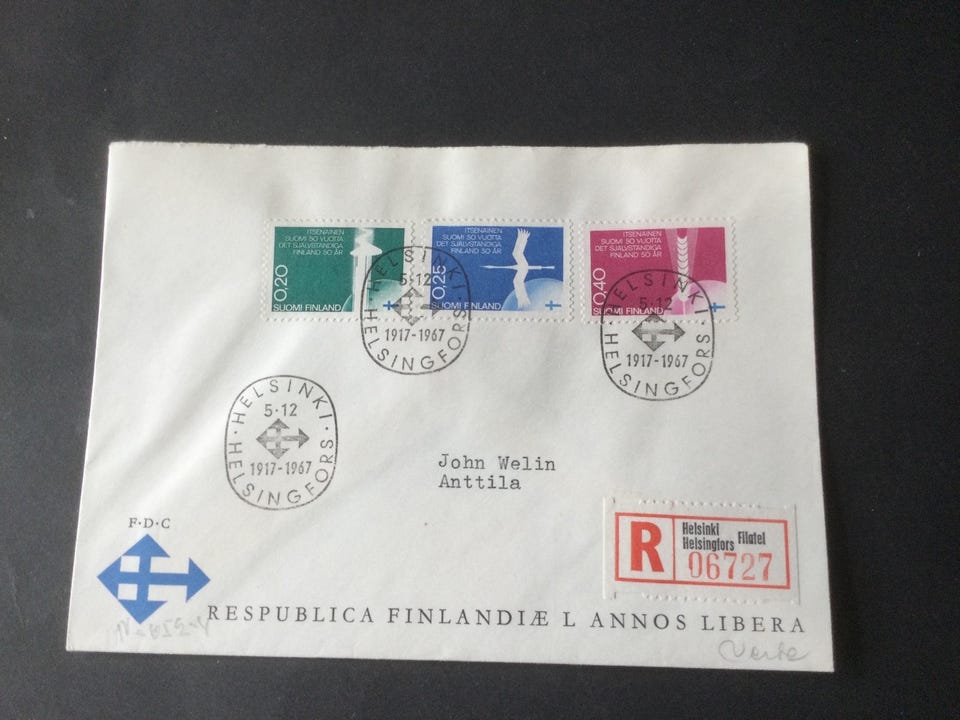 ITSENÄINEN
SUOMI 50 VUOTTA
DET SJÄLVSTÄNDIGA
FINLAND 50 ÅR
0,20
SUOMI FINLAND
ITSENÄINEN
SUOMI 50 VUOTTA
DET SJÄLVSTÄNDIGA
FINLAND 50 ÅR
0,25
SUOMI FINLAND
ITSENÄINEN
SUOMI 50 VUOTTA
DET SJÄLVSTÄNDIGA
FINLAND 50 ÅR
0,40
SUOMI FINLAND
HELSINKI
5·12
1917-1967
HELSINGFORS
HELSINKI
5·12
1917-1967
HELSINGFORS
HELSINKI
5·12
1917-1967
HELSINGFORS
John Welin
Anttila
R
Helsinki
Helsingfors Filatel
06727
F·D·C
RESPUBLICA FINLANDIÆ L ANNOS LIBERA